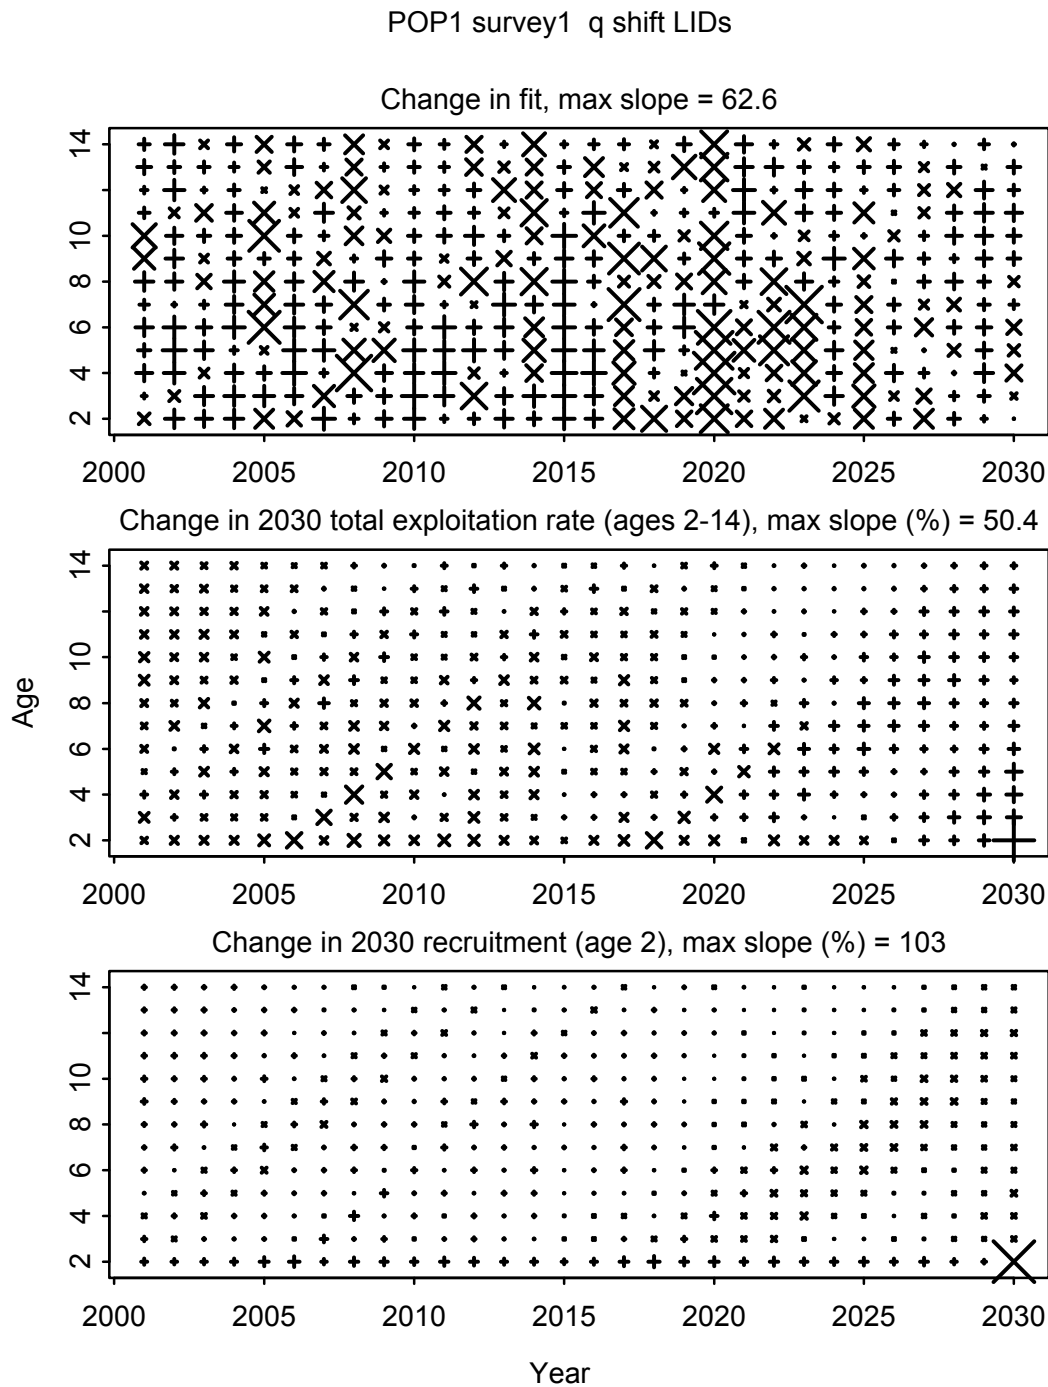 POP1 survey1 q shift LIDs
Change in fit, max slope = 62.6
14
10
8
6
4
2
2000 2005 2010 2015 2020 2025 2030
Change in 2030 total exploitation rate (ages 2-14), max slope (%) = 50.4
14
10
8
6
4
2
2000 2005 2010 2015 2020 2025 2030
Change in 2030 recruitment (age 2), max slope (%) = 103
14
10
8
6
4
2
2000 2005 2010 2015 2020 2025 2030
Age
Year